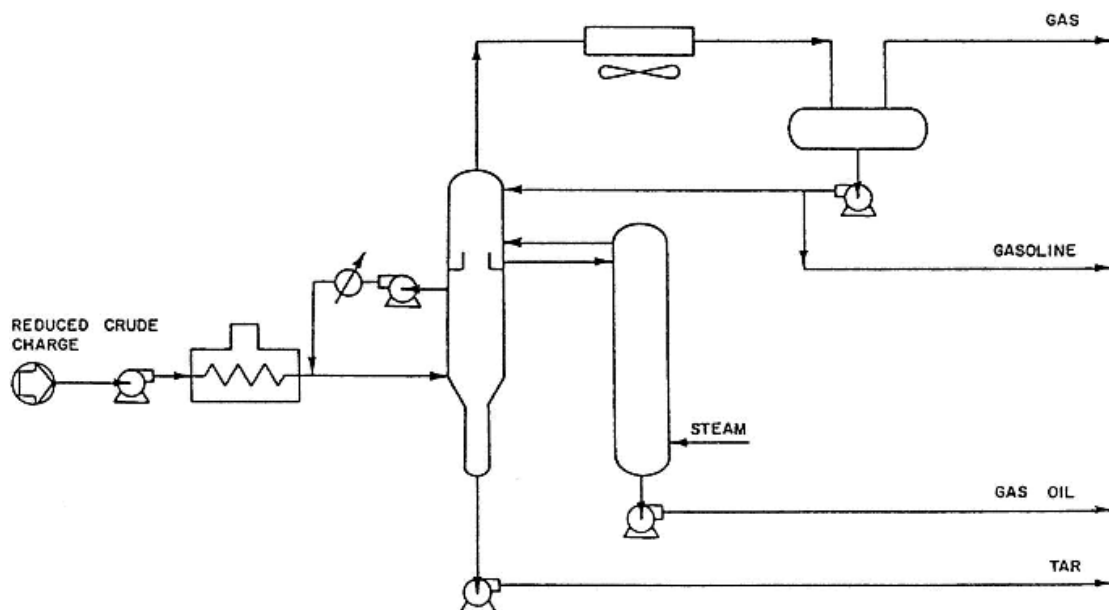 GAS
GASOLINE
REDUCED CRUDE
CHARGE
STEAM
GAS OIL
TAR